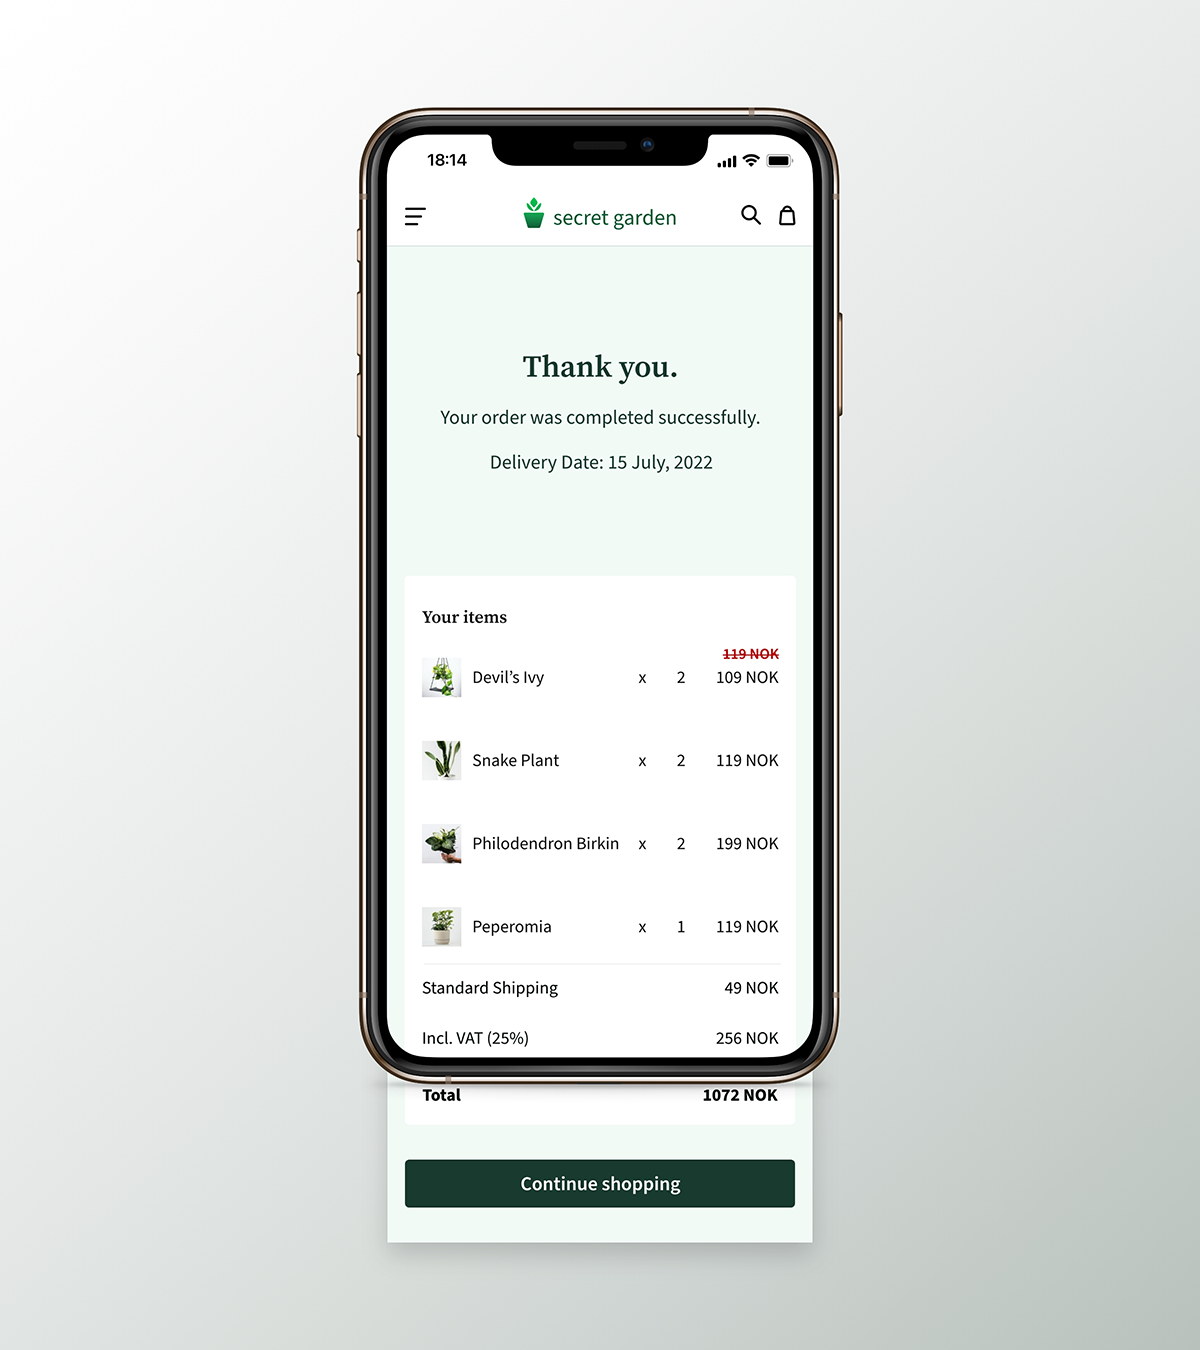 18:14
secret garden
Thank you.
Your order was completed successfully.
Delivery Date: 15 July, 2022
Your items
119 NOK
Devil’s Ivy x 2 109 NOK
Snake Plant x 2 119 NOK
Philodendron Birkin x 2 199 NOK
Peperomia x 1 119 NOK
Standard Shipping 49 NOK
Incl. VAT (25%) 256 NOK
Total 1072 NOK
Continue shopping